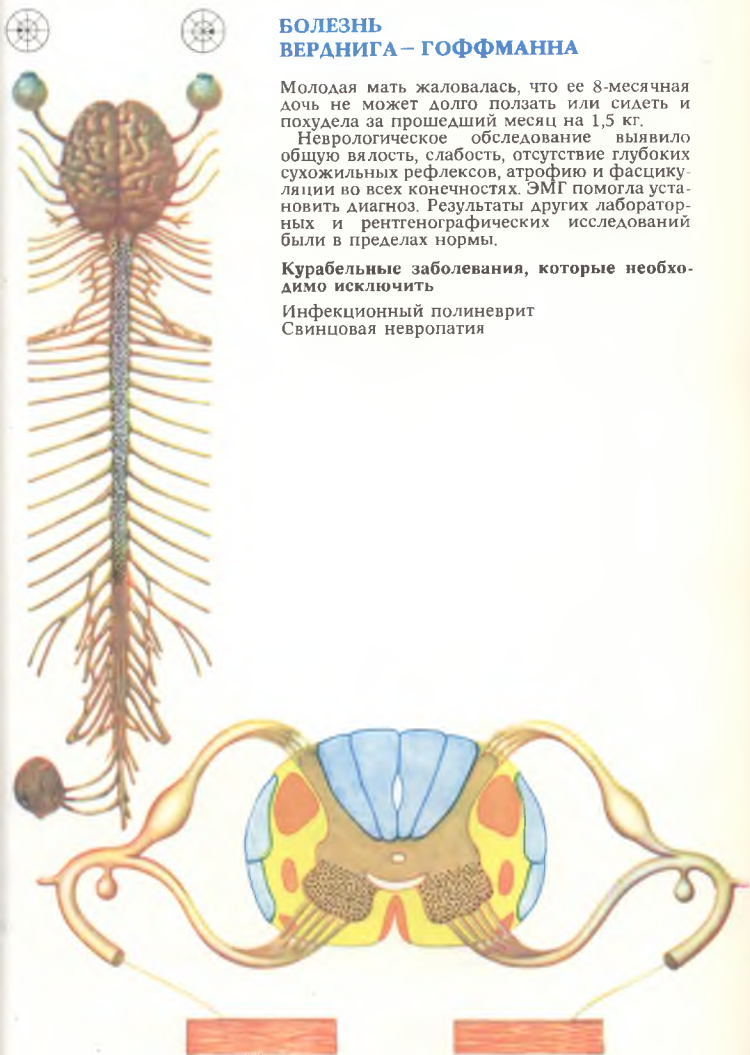 БОЛЕЗНЬ
ВЕРДНИГА – ГОФФМАННА
Молодая мать жаловалась, что ее 8-месячная
дочь не может долго ползать или сидеть и
похудела за прошедший месяц на 1,5 кг.
Неврологическое обследование выявило
общую вялость, слабость, отсутствие глубоких
сухожильных рефлексов, атрофию и фасцику-
ляции во всех конечностях. ЭМГ помогла уста-
новить диагноз. Результаты других лаборатор-
ных и рентгенографических исследований
были в пределах нормы.
Курабельные заболевания, которые необхо-
димо исключить
Инфекционный полиневрит
Свинцовая невропатия